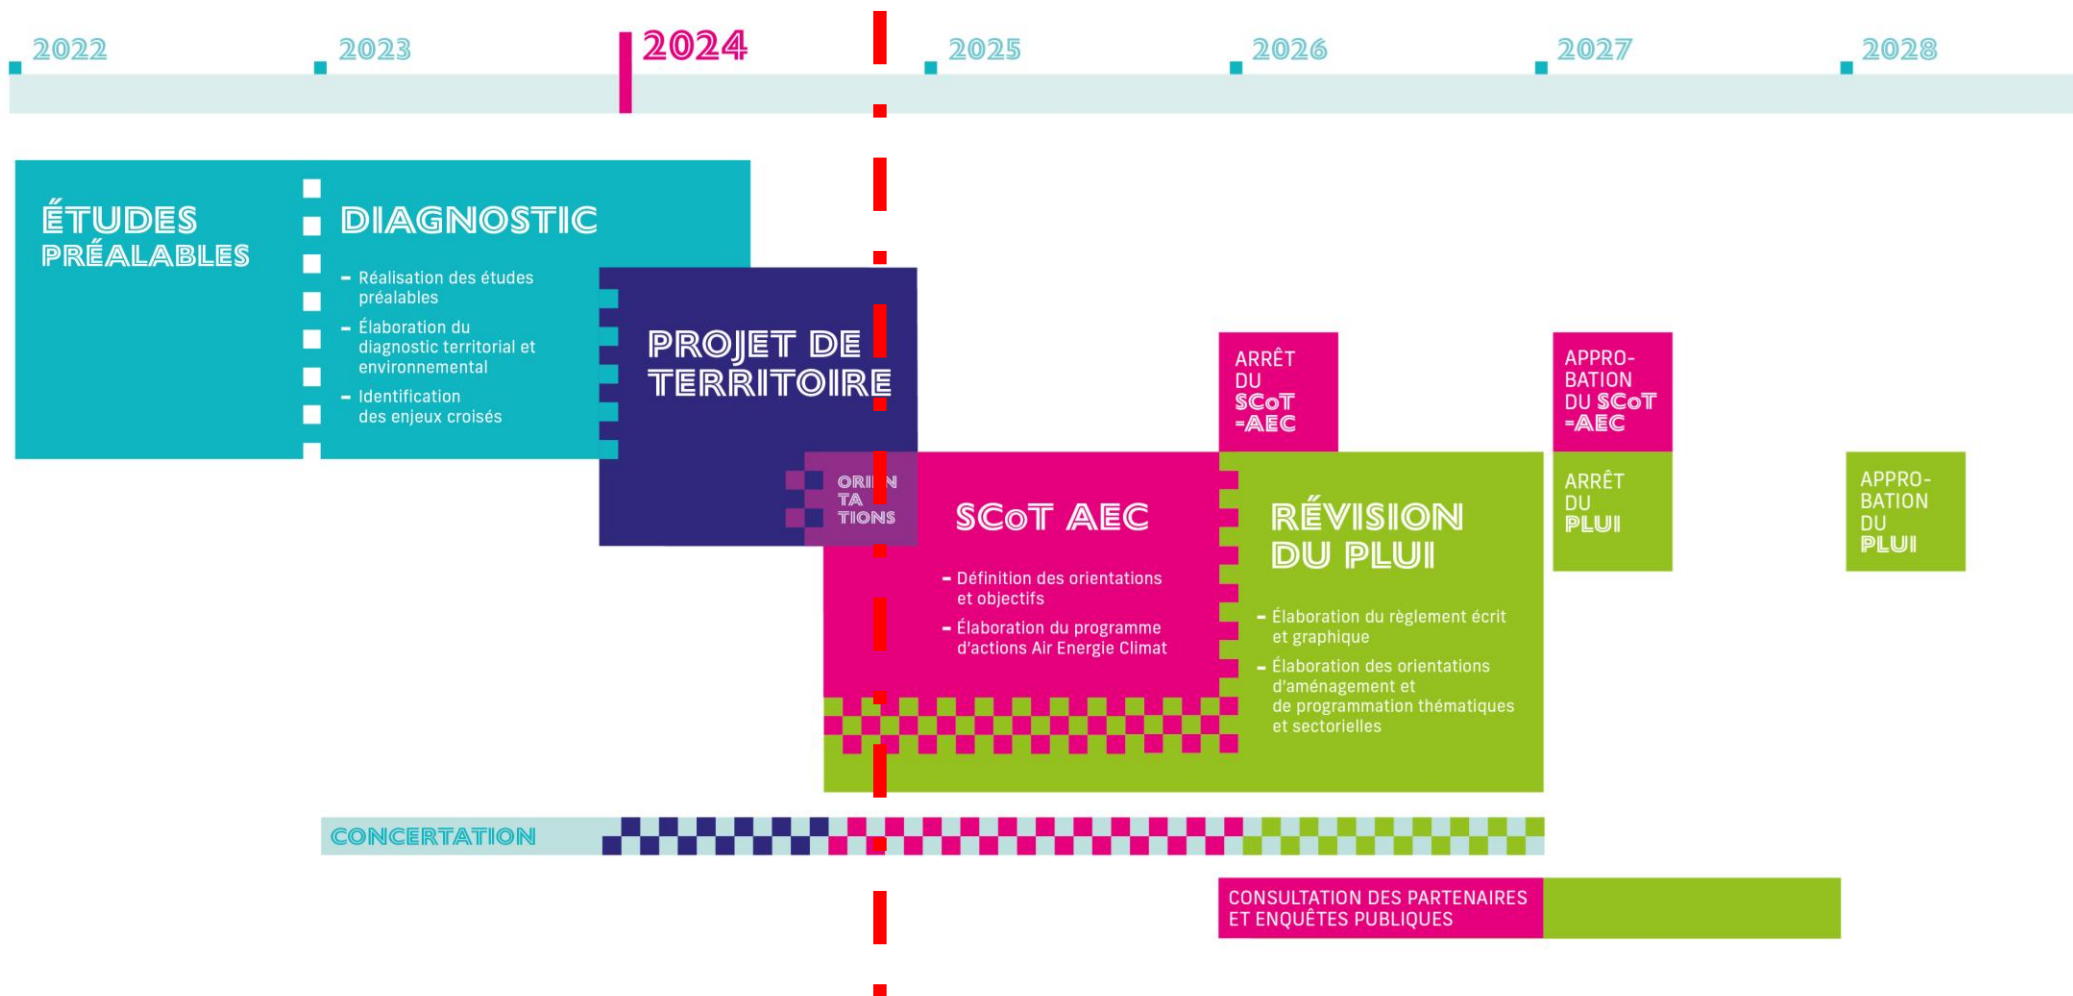 2022
2023
2024
2025
2026
2027
2028
ÉTUDES
PRÉALABLES
DIAGNOSTIC
– Réalisation des études
préalables
– Élaboration du
diagnostic territorial et
environnemental
– Identification
des enjeux croisés
PROJET DE
TERRITOIRE
ORIEN
TA
TIONS
SCoT AEC
– Définition des orientations
et objectifs
– Élaboration du programme
d'actions Air Energie Climat
ARRÊT
DU
SCoT
-AEC
RÉVISION
DU PLUI
– Élaboration du règlement écrit
et graphique
– Élaboration des orientations
d'aménagement et
de programmation thématiques
et sectorielles
APPRO-
BATION
DU SCoT
-AEC
ARRÊT
DU
PLUI
APPRO-
BATION
DU
PLUI
CONCERTATION
CONSULTATION DES PARTENAIRES
ET ENQUÊTES PUBLIQUES